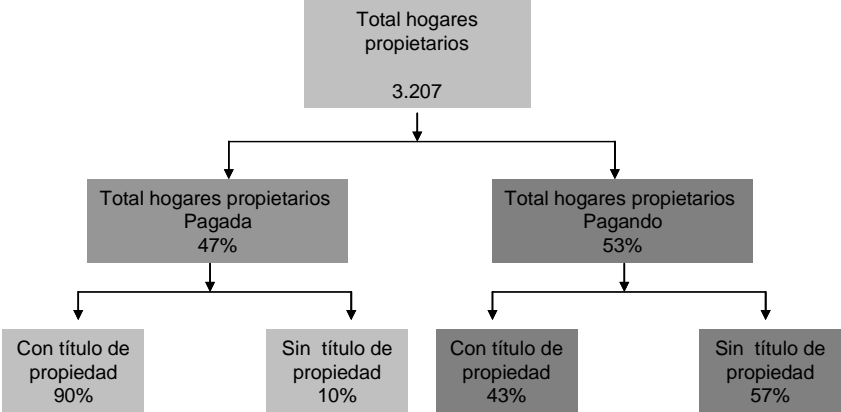 Total hogares
propietarios
3.207
Total hogares propietarios
Pagada
47%
Total hogares propietarios
Pagando
53%
Con título de
propiedad
90%
Sin título de
propiedad
10%
Con título de
propiedad
43%
Sin título de
propiedad
57%